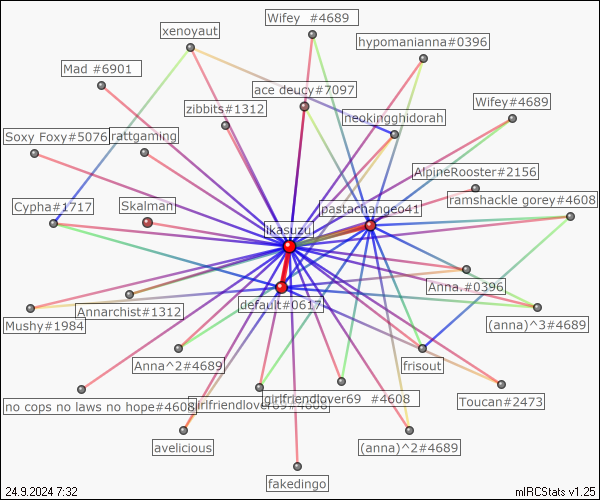 Wifey  #4689
xenoyaut
hypomanianna#0396
Mad #6901
ace deucy#7097
zibbits#1312
neokingghidorah
Wifey#4689
Soxy Foxy#5076
rattgaming
AlpineRooster#2156
ramshackle gorey#4608
Cypha#1717
Skalman
pastachangeo41
ikasuzu
Anna.#0396
default#0617
Annarchist#1312
Mushy#1984
(anna)^3#4689
Anna^2#4689
frisout
no cops no laws no hope#4608
girlfriendlover69#4608
girlfriendlover69  #4608
Toucan#2473
avelicious
(anna)^2#4689
fakedingo
24.9.2024 7:32
mIRCStats v1.25